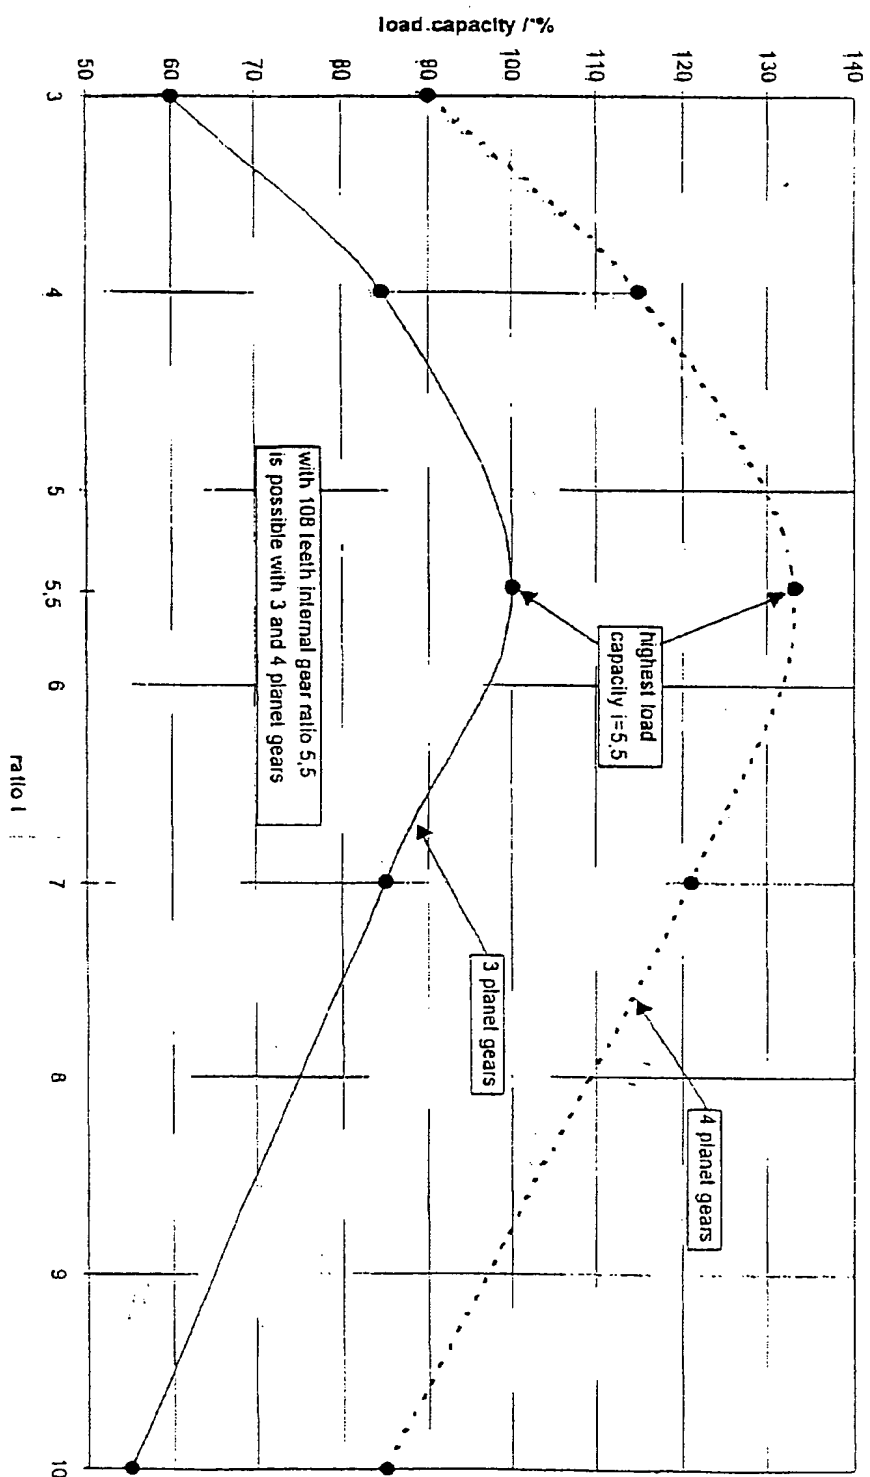 load capacity /%
140
130
120
110
100
90
80
70
60
50
3
4
5
5,5
6
7
8
9
10
ratio i
highest load
capacity i=5,5
with 108 teeth internal gear ratio 5,5
is possible with 3 and 4 planet gears
3 planet gears
4 planet gears